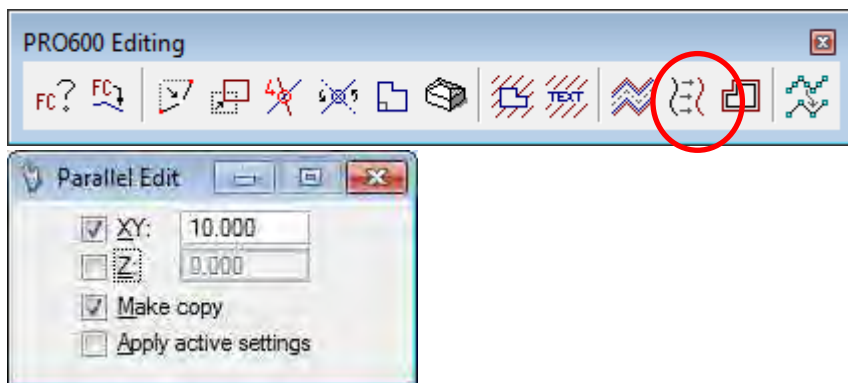 PRO600 Editing
FC? FC TEXT
Parallel Edit
XY: 10.000
Z: 0.000
Make copy
Apply active settings